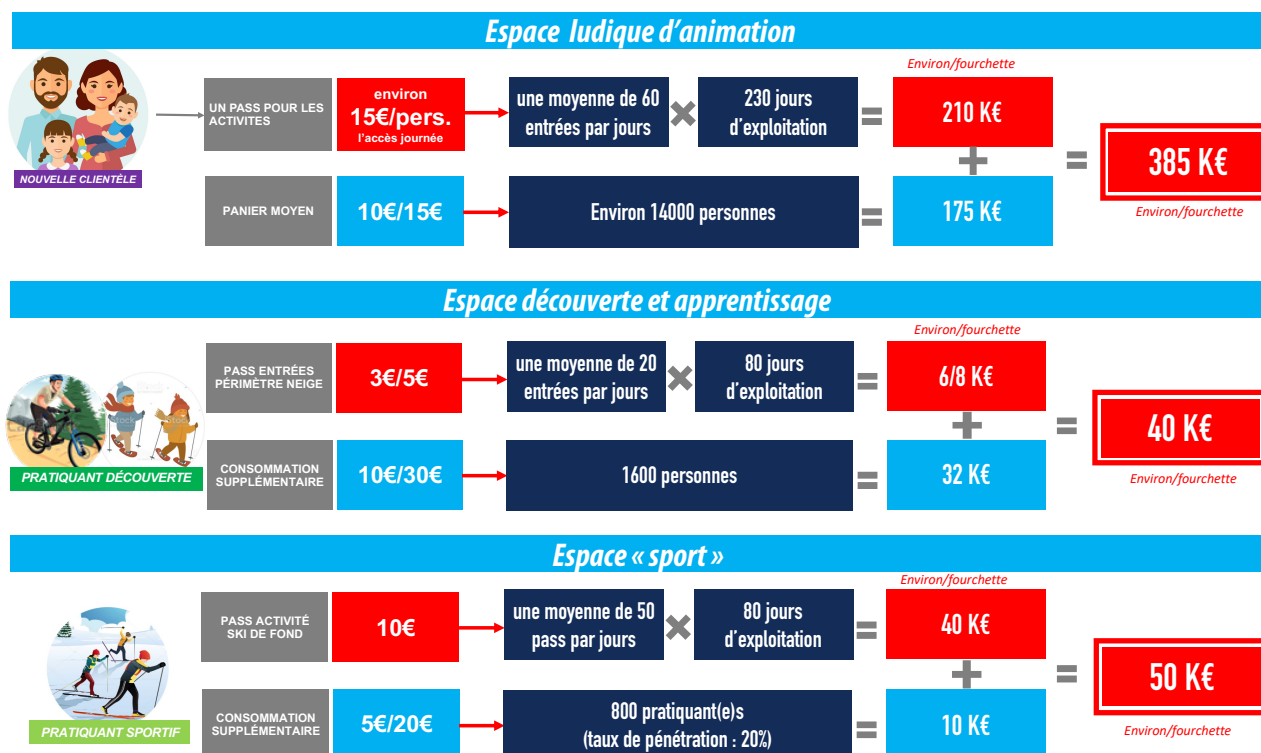 Espace ludique d'animation
NOUVELLE CLIENTÈLE
UN PASS POUR LES
ACTIVITES
environ
15€/pers.
l'accès journée
une moyenne de 60
entrées par jours
×
230 jours
d'exploitation
=
Environ/fourchette
210 K€
+
PANIER MOYEN
10€/15€
Environ 14000 personnes
=
175 K€
=
385 K€
Environ/fourchette
Espace découverte et apprentissage
PRATIQUANT DÉCOUVERTE
PASS ENTRÉES
PÉRIMÈTRE NEIGE
3€/5€
une moyenne de 20
entrées par jours
×
80 jours
d'exploitation
=
Environ/fourchette
6/8 K€
+
CONSOMMATION
SUPPLÉMENTAIRE
10€/30€
1600 personnes
=
32 K€
=
40 K€
Environ/fourchette
Espace « sport »
PRATIQUANT SPORTIF
PASS ACTIVITÉ
SKI DE FOND
10€
une moyenne de 50
pass par jours
×
80 jours
d'exploitation
=
Environ/fourchette
40 K€
+
CONSOMMATION
SUPPLÉMENTAIRE
5€/20€
800 pratiquant(e)s
(taux de pénétration : 20%)
=
10 K€
=
50 K€
Environ/fourchette